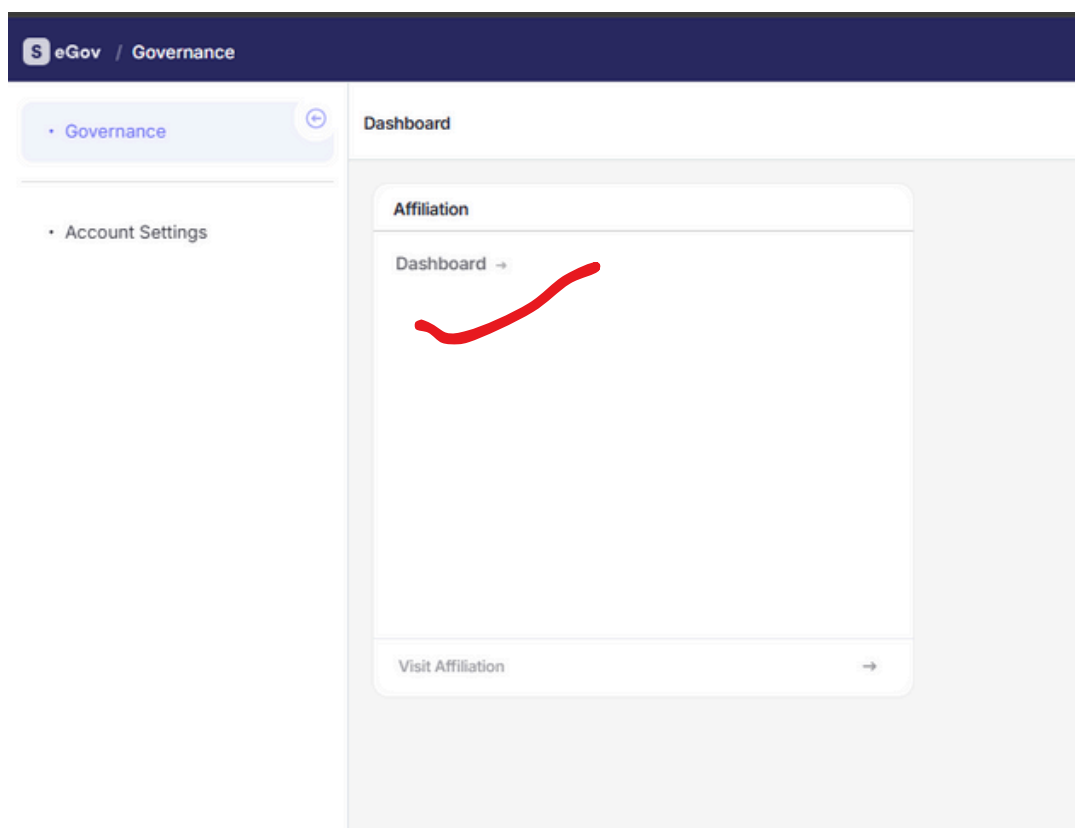 S eGov / Governance
• Governance
Dashboard
• Account Settings
Affiliation
Dashboard →
Visit Affiliation →